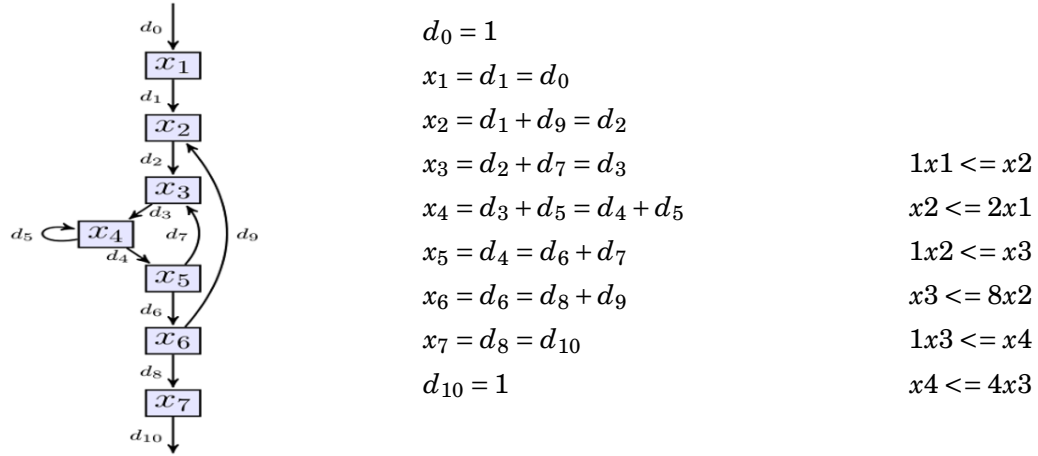 d₀
x₁
d₁
x₂
d₂
x₃
d₃
d₅
x₄
d₇
d₉
d₄
x₅
d₆
x₆
d₈
x₇
d₁₀
d₀ = 1
x₁ = d₁ = d₀
x₂ = d₁ + d₉ = d₂
x₃ = d₂ + d₇ = d₃
x₄ = d₃ + d₅ = d₄ + d₅
x₅ = d₄ = d₆ + d₇
x₆ = d₆ = d₈ + d₉
x₇ = d₈ = d₁₀
d₁₀ = 1
1x1 <= x2
x2 <= 2x1
1x2 <= x3
x3 <= 8x2
1x3 <= x4
x4 <= 4x3